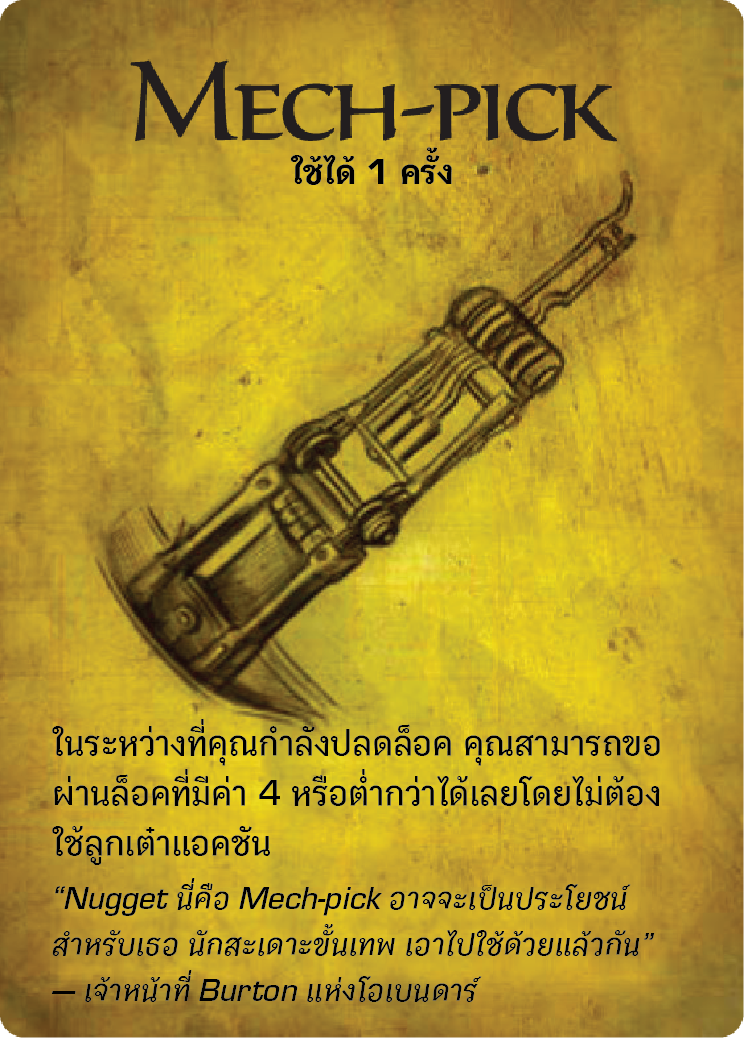 MECH-PICK
ใช้ได้ 1 ครั้ง
ในระหว่างที่คุณกำลังปลดล็อค คุณสามารถขอ
ผ่านล็อคที่มีค่า 4 หรือต่ำกว่าได้เลยโดยไม่ต้อง
ใช้ลูกเต๋าแอคชัน
“Nugget นี่คือ Mech-pick อาจจะเป็นประโยชน์
สำหรับเธอ นักสะเดาะขั้นเทพ เอาไปใช้ด้วยแล้วกัน”
— เจ้าหน้าที่ Burton แห่งโอเบนดาร์